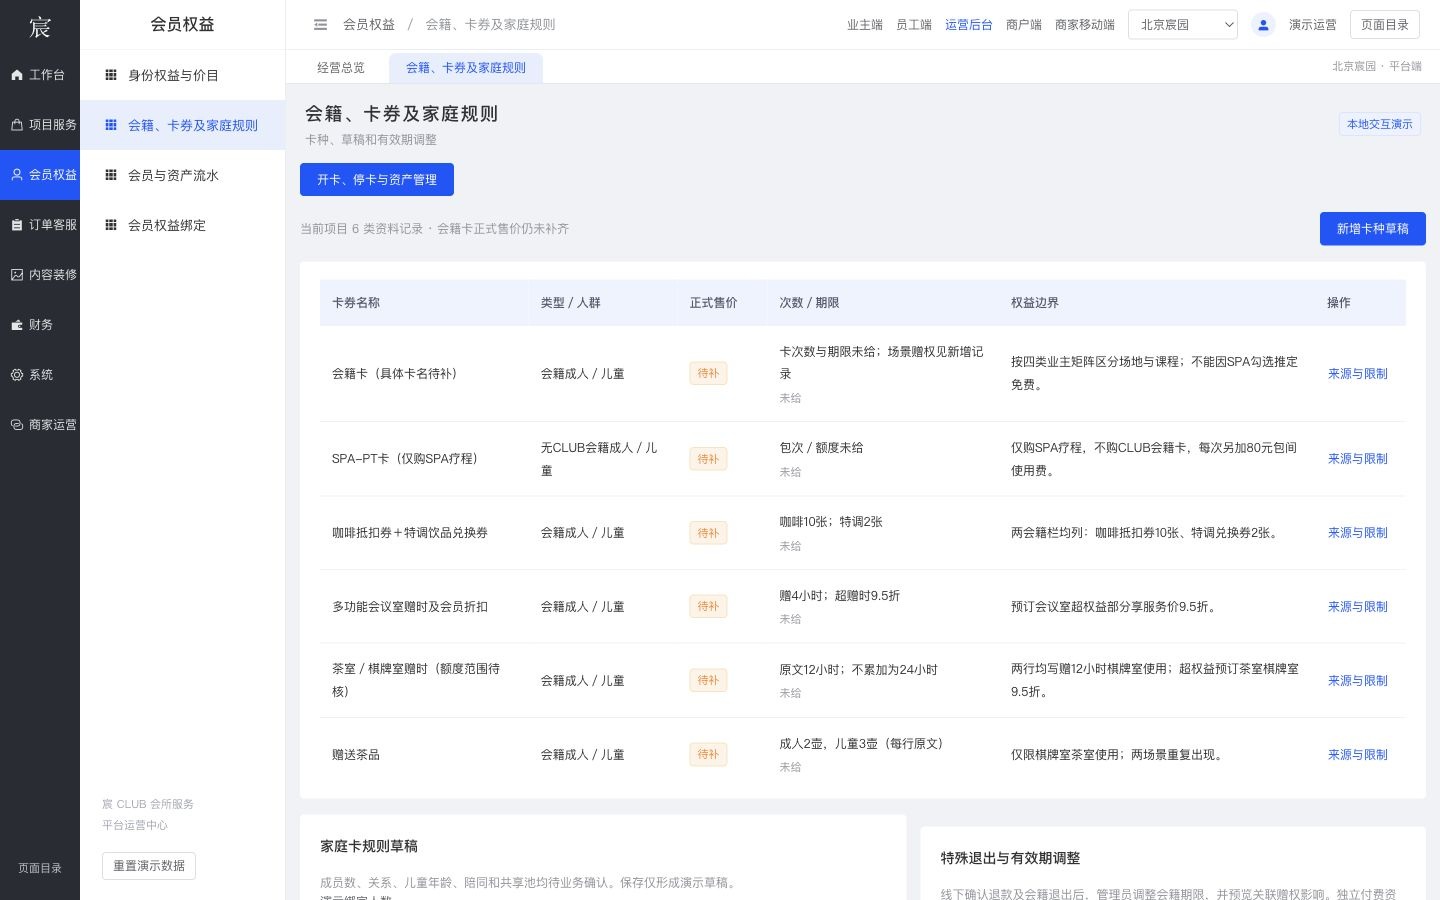 宸
工作台
项目服务
会员权益
订单客服
内容装修
财务
系统
商家运营
页面目录
会员权益
身份权益与价目
会籍、卡券及家庭规则
会员与资产流水
会员权益绑定
宸 CLUB 会所服务
平台运营中心
重置演示数据
会员权益 / 会籍、卡券及家庭规则
业主端 员工端 运营后台 商户端 商家移动端 北京宸园 演示运营 页面目录
经营总览 会籍、卡券及家庭规则
北京宸园 · 平台端
会籍、卡券及家庭规则
卡种、草稿和有效期调整
本地交互演示
开卡、停卡与资产管理
当前项目 6 类资料记录 · 会籍卡正式售价仍未补齐
新增卡种草稿
卡券名称 类型 / 人群 正式售价 次数 / 期限 权益边界 操作
会籍卡（具体卡名待补） 会籍成人 / 儿童 待补 卡次数与期限未给；场景赠权见新增记
录
未给
按四类业主矩阵区分场地与课程；不能因SPA勾选推定
免费。
来源与限制
SPA-PT卡（仅购SPA疗程）
无CLUB会籍成人 / 儿
童
待补
包次 / 额度未给
未给
仅购SPA疗程，不购CLUB会籍卡，每次另加80元包间
使用费。
来源与限制
咖啡抵扣券＋特调饮品兑换券 会籍成人 / 儿童 待补
咖啡10张；特调2张
未给
两会籍栏均列：咖啡抵扣券10张、特调兑换券2张。
来源与限制
多功能会议室赠时及会员折扣 会籍成人 / 儿童 待补
赠4小时；超赠时9.5折
未给
预订会议室超权益部分享服务价9.5折。
来源与限制
茶室 / 棋牌室赠时（额度范围待
核）
会籍成人 / 儿童
待补
原文12小时；不累加为24小时
未给
两行均写赠12小时棋牌室使用；超权益预订茶室棋牌室
9.5折。
来源与限制
赠送茶品 会籍成人 / 儿童 待补
成人2壶，儿童3壶（每行原文）
未给
仅限棋牌室茶室使用；两场景重复出现。
来源与限制
家庭卡规则草稿
成员数、关系、儿童年龄、陪同和共享池均待业务确认。保存仅形成演示草稿。
特殊退出与有效期调整
线下确认退款及会籍退出后，管理员调整会籍期限，并预览关联赠权影响。独立付费资